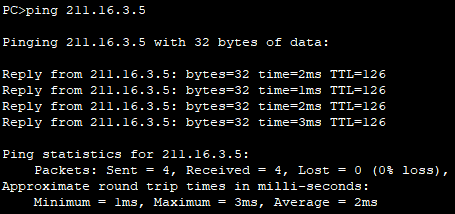 PC>ping 211.16.3.5
Pinging 211.16.3.5 with 32 bytes of data:
Reply from 211.16.3.5: bytes=32 time=2ms TTL=126
Reply from 211.16.3.5: bytes=32 time=1ms TTL=126
Reply from 211.16.3.5: bytes=32 time=2ms TTL=126
Reply from 211.16.3.5: bytes=32 time=3ms TTL=126
Ping statistics for 211.16.3.5:
Packets: Sent = 4, Received = 4, Lost = 0 (0% loss),
Approximate round trip times in milli-seconds:
Minimum = 1ms, Maximum = 3ms, Average = 2ms